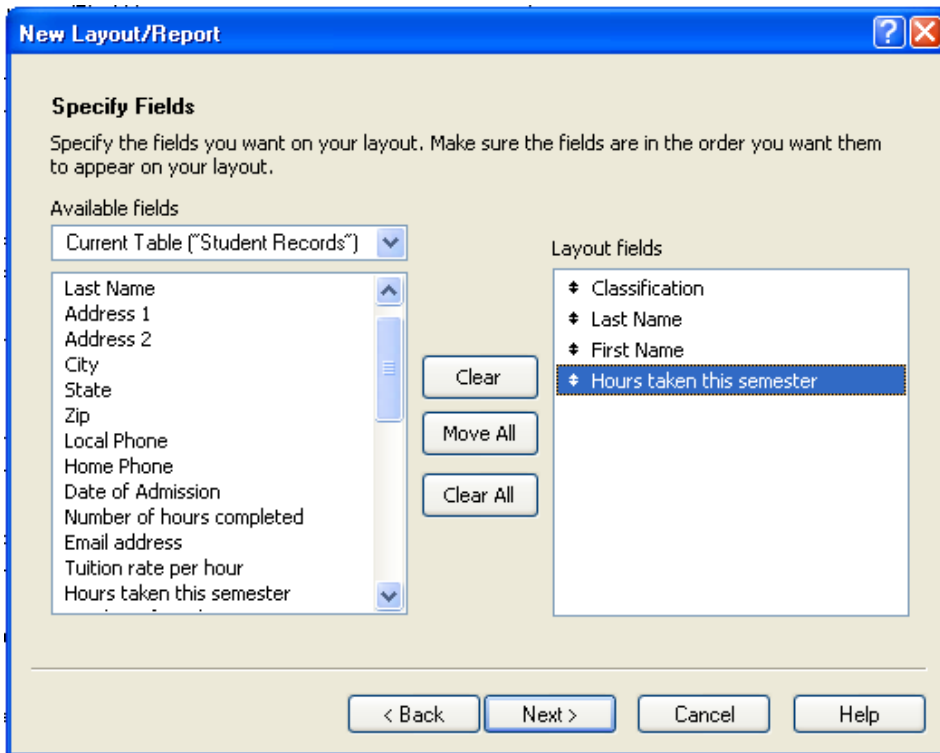 New Layout/Report
Specify Fields
Specify the fields you want on your layout. Make sure the fields are in the order you want them
to appear on your layout.
Available fields
Current Table ("Student Records")
Last Name
Address 1
Address 2
City
State
Zip
Local Phone
Home Phone
Date of Admission
Number of hours completed
Email address
Tuition rate per hour
Hours taken this semester
Clear
Move All
Clear All
Layout fields
Classification
Last Name
First Name
Hours taken this semester
< Back
Next >
Cancel
Help